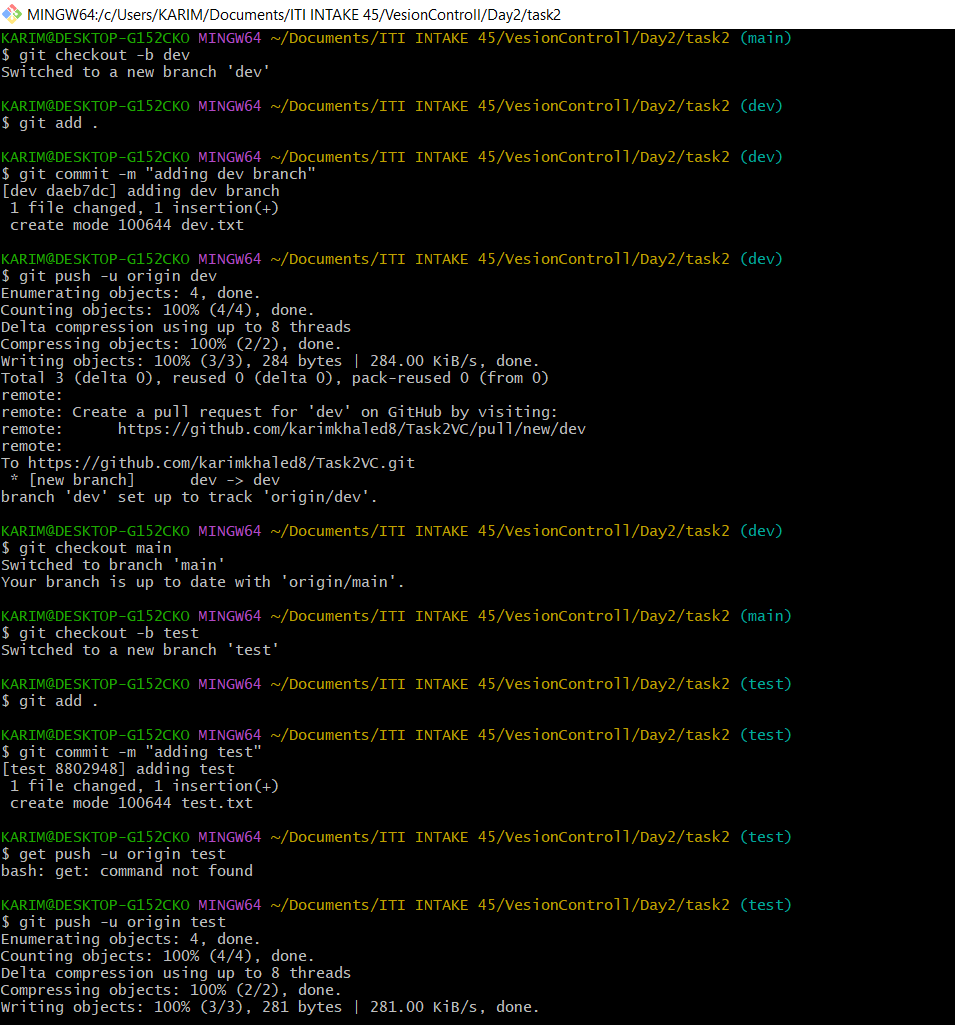 MINGW64:/c/Users/KARIM/Documents/ITI INTAKE 45/VesionControll/Day2/task2
KARIM@DESKTOP-G152CKO MINGW64 ~/Documents/ITI INTAKE 45/VesionControll/Day2/task2 (main)
$ git checkout -b dev
Switched to a new branch 'dev'
KARIM@DESKTOP-G152CKO MINGW64 ~/Documents/ITI INTAKE 45/VesionControll/Day2/task2 (dev)
$ git add .
KARIM@DESKTOP-G152CKO MINGW64 ~/Documents/ITI INTAKE 45/VesionControll/Day2/task2 (dev)
$ git commit -m "adding dev branch"
[dev daeb7dc] adding dev branch
 1 file changed, 1 insertion(+)
 create mode 100644 dev.txt
KARIM@DESKTOP-G152CKO MINGW64 ~/Documents/ITI INTAKE 45/VesionControll/Day2/task2 (dev)
$ git push -u origin dev
Enumerating objects: 4, done.
Counting objects: 100% (4/4), done.
Delta compression using up to 8 threads
Compressing objects: 100% (2/2), done.
Writing objects: 100% (3/3), 284 bytes | 284.00 KiB/s, done.
Total 3 (delta 0), reused 0 (delta 0), pack-reused 0 (from 0)
remote:
remote: Create a pull request for 'dev' on GitHub by visiting:
remote:      https://github.com/karimkhaled8/Task2VC/pull/new/dev
remote:
To https://github.com/karimkhaled8/Task2VC.git
 * [new branch]      dev -> dev
branch 'dev' set up to track 'origin/dev'.
KARIM@DESKTOP-G152CKO MINGW64 ~/Documents/ITI INTAKE 45/VesionControll/Day2/task2 (dev)
$ git checkout main
Switched to branch 'main'
Your branch is up to date with 'origin/main'.
KARIM@DESKTOP-G152CKO MINGW64 ~/Documents/ITI INTAKE 45/VesionControll/Day2/task2 (main)
$ git checkout -b test
Switched to a new branch 'test'
KARIM@DESKTOP-G152CKO MINGW64 ~/Documents/ITI INTAKE 45/VesionControll/Day2/task2 (test)
$ git add .
KARIM@DESKTOP-G152CKO MINGW64 ~/Documents/ITI INTAKE 45/VesionControll/Day2/task2 (test)
$ git commit -m "adding test"
[test 8802948] adding test
 1 file changed, 1 insertion(+)
 create mode 100644 test.txt
KARIM@DESKTOP-G152CKO MINGW64 ~/Documents/ITI INTAKE 45/VesionControll/Day2/task2 (test)
$ get push -u origin test
bash: get: command not found
KARIM@DESKTOP-G152CKO MINGW64 ~/Documents/ITI INTAKE 45/VesionControll/Day2/task2 (test)
$ git push -u origin test
Enumerating objects: 4, done.
Counting objects: 100% (4/4), done.
Delta compression using up to 8 threads
Compressing objects: 100% (2/2), done.
Writing objects: 100% (3/3), 281 bytes | 281.00 KiB/s, done.